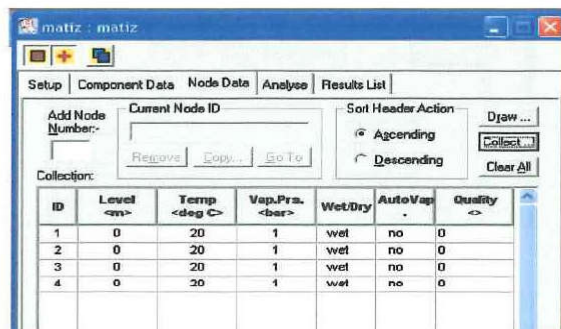 matiz : matiz
Setup Component Data Node Data Analyse Results List
Add Node Number:-
Current Node ID
Remove Copy... Go To
Sort Header Action
Ascending
Descending
Draw ...
Collect ...
Clear All
Collection:
ID Level <m> Temp <deg C> Vap.Prs. <bar> Wet/Dry AutoVap . Quality <>
1 0 20 1 wet no 0
2 0 20 1 wet no 0
3 0 20 1 wet no 0
4 0 20 1 wet no 0